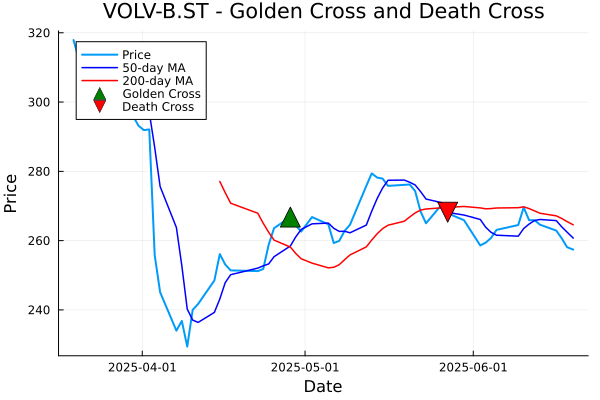 VOLV-B.ST - Golden Cross and Death Cross
320
300
280
260
240
Price
Price
50-day MA
200-day MA
Golden Cross
Death Cross
2025-04-01
2025-05-01
2025-06-01
Date